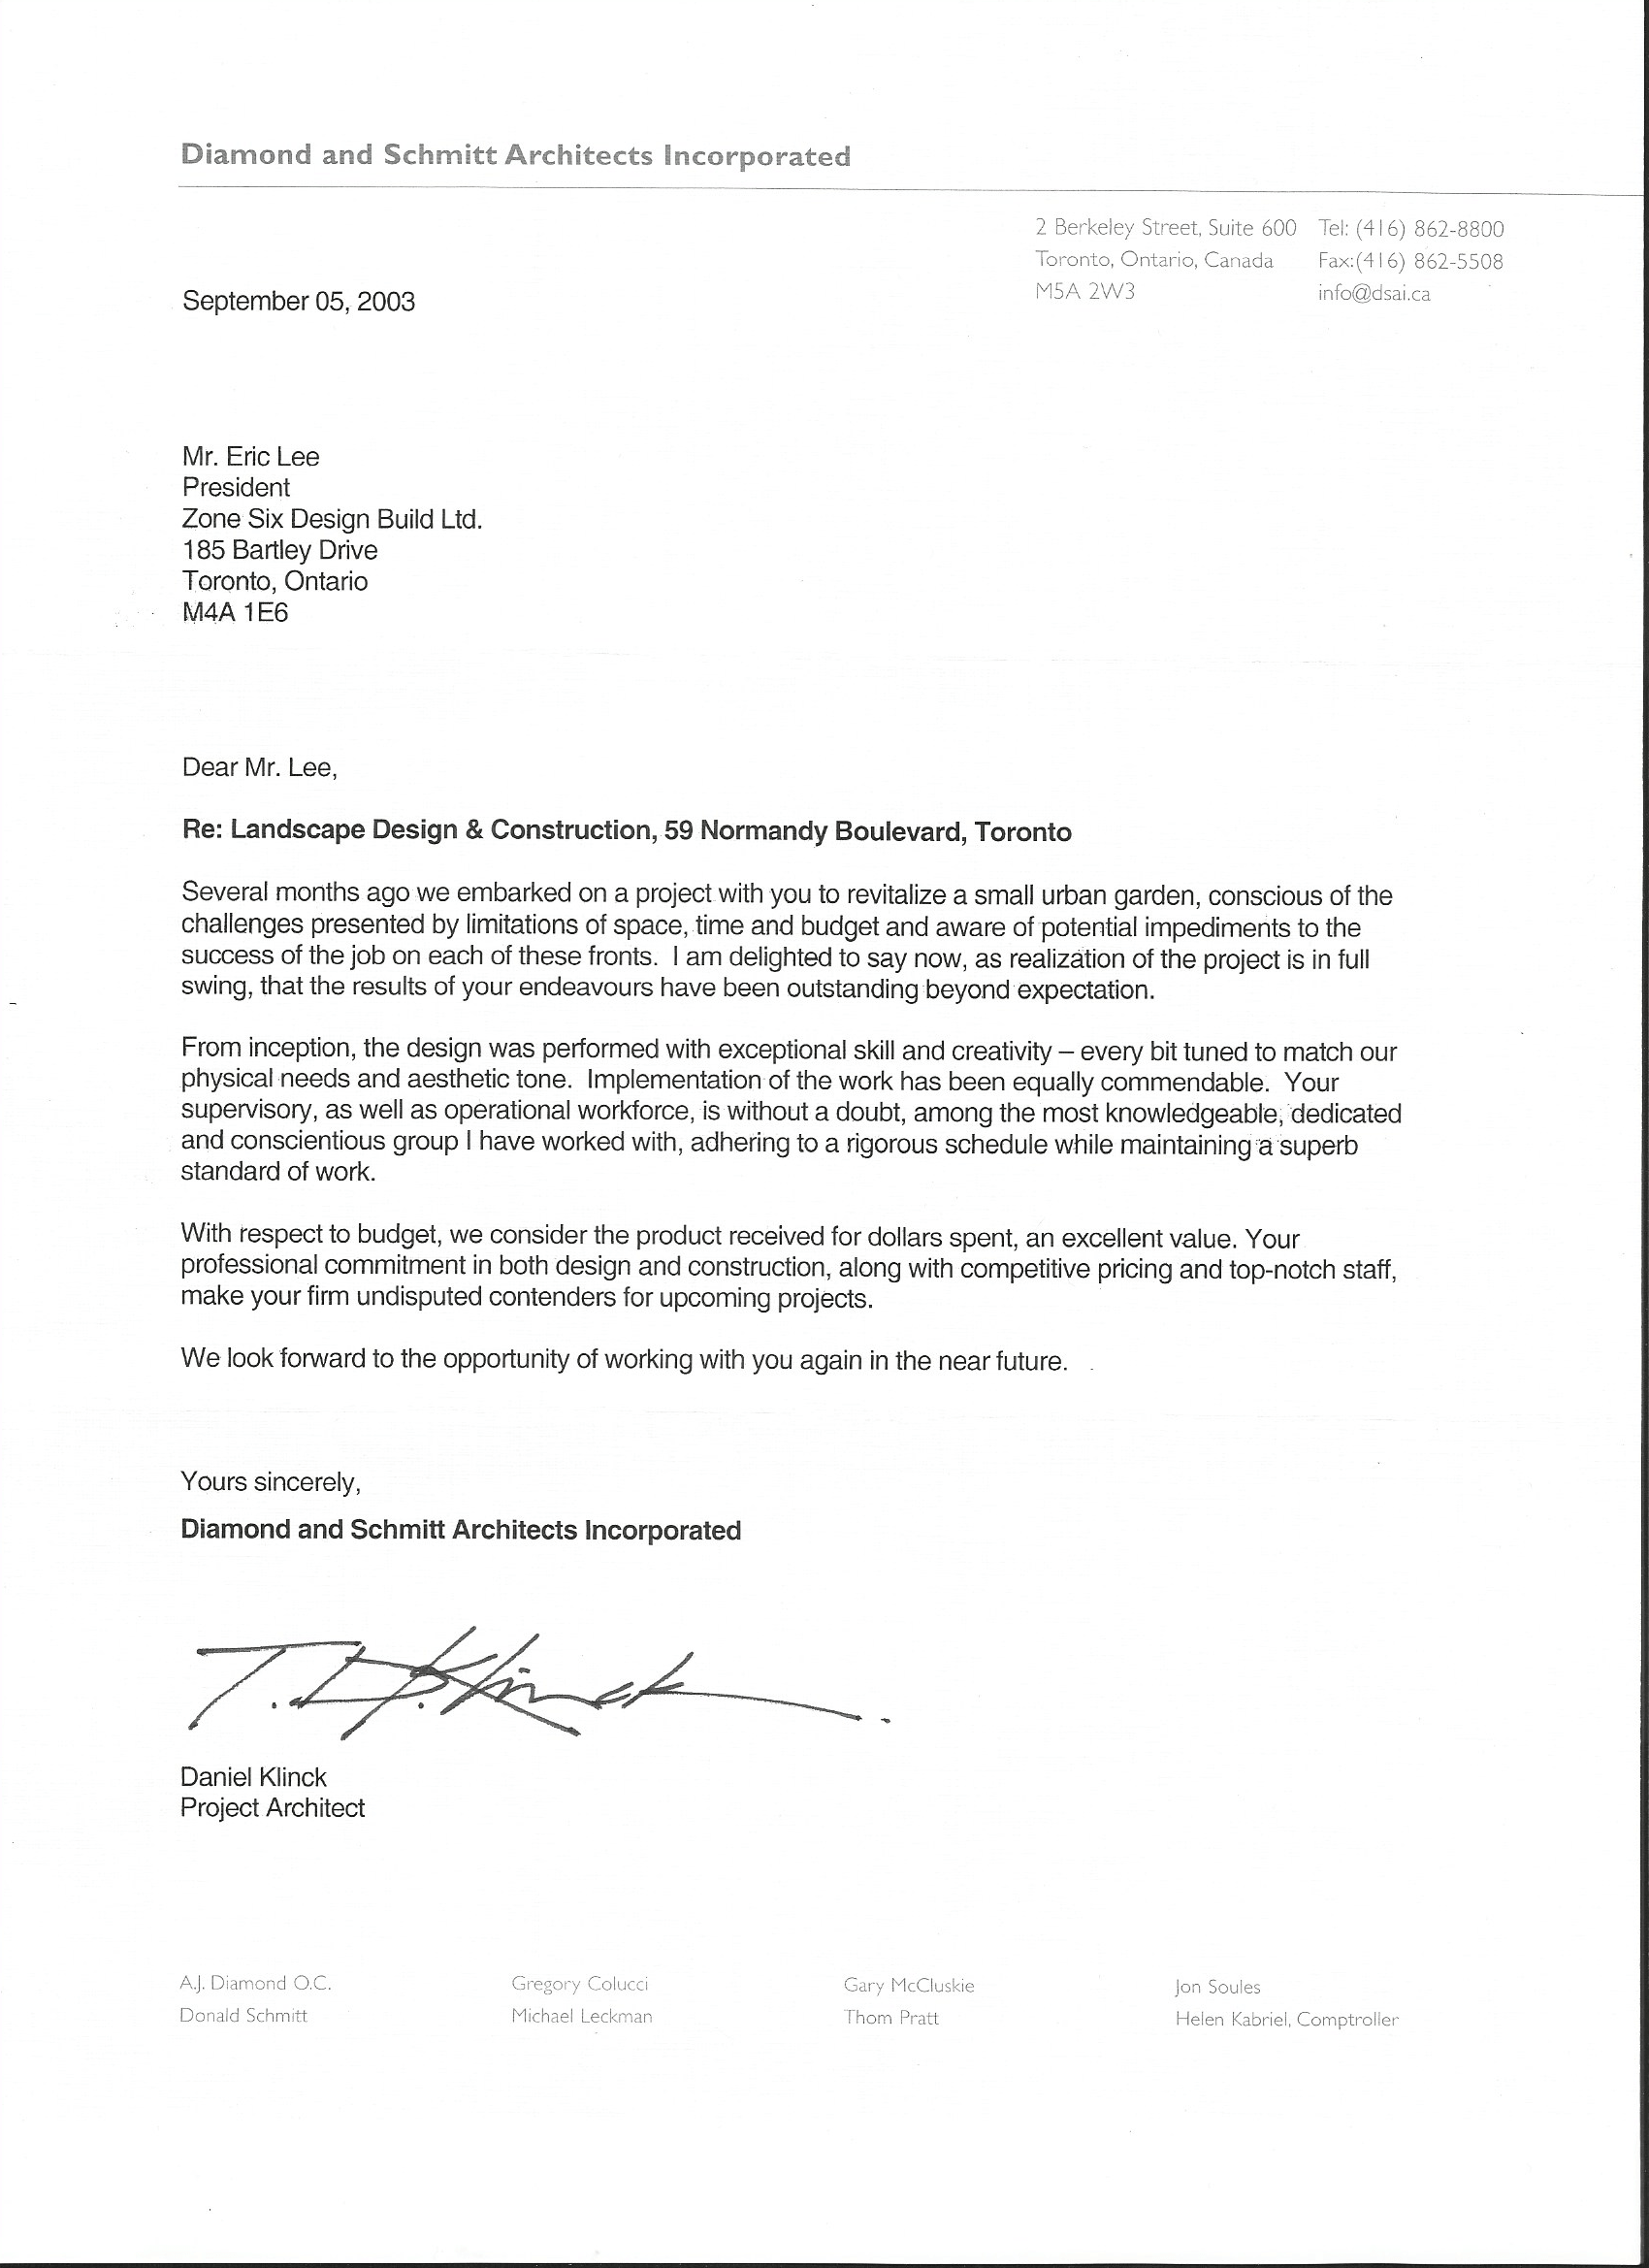 Diamond and Schmitt Architects Incorporated
2 Berkeley Street, Suite 600 Tel: (416) 862-8800
Toronto, Ontario, Canada Fax:(416) 862-5508
M5A 2W3 info@dsai.ca
September 05, 2003
Mr. Eric Lee
President
Zone Six Design Build Ltd.
185 Bartley Drive
Toronto, Ontario
M4A 1E6
Dear Mr. Lee,
Re: Landscape Design & Construction, 59 Normandy Boulevard, Toronto
Several months ago we embarked on a project with you to revitalize a small urban garden, conscious of the
challenges presented by limitations of space, time and budget and aware of potential impediments to the
success of the job on each of these fronts. I am delighted to say now, as realization of the project is in full
swing, that the results of your endeavours have been outstanding beyond expectation.
From inception, the design was performed with exceptional skill and creativity – every bit tuned to match our
physical needs and aesthetic tone. Implementation of the work has been equally commendable. Your
supervisory, as well as operational workforce, is without a doubt, among the most knowledgeable, dedicated
and conscientious group I have worked with, adhering to a rigorous schedule while maintaining a superb
standard of work.
With respect to budget, we consider the product received for dollars spent, an excellent value. Your
professional commitment in both design and construction, along with competitive pricing and top-notch staff,
make your firm undisputed contenders for upcoming projects.
We look forward to the opportunity of working with you again in the near future.
Yours sincerely,
Diamond and Schmitt Architects Incorporated
T. D. Klinck
Daniel Klinck
Project Architect
A.J. Diamond O.C. Gregory Colucci Gary McCluskie Jon Soules
Donald Schmitt Michael Leckman Thom Pratt Helen Kabriel, Comptroller